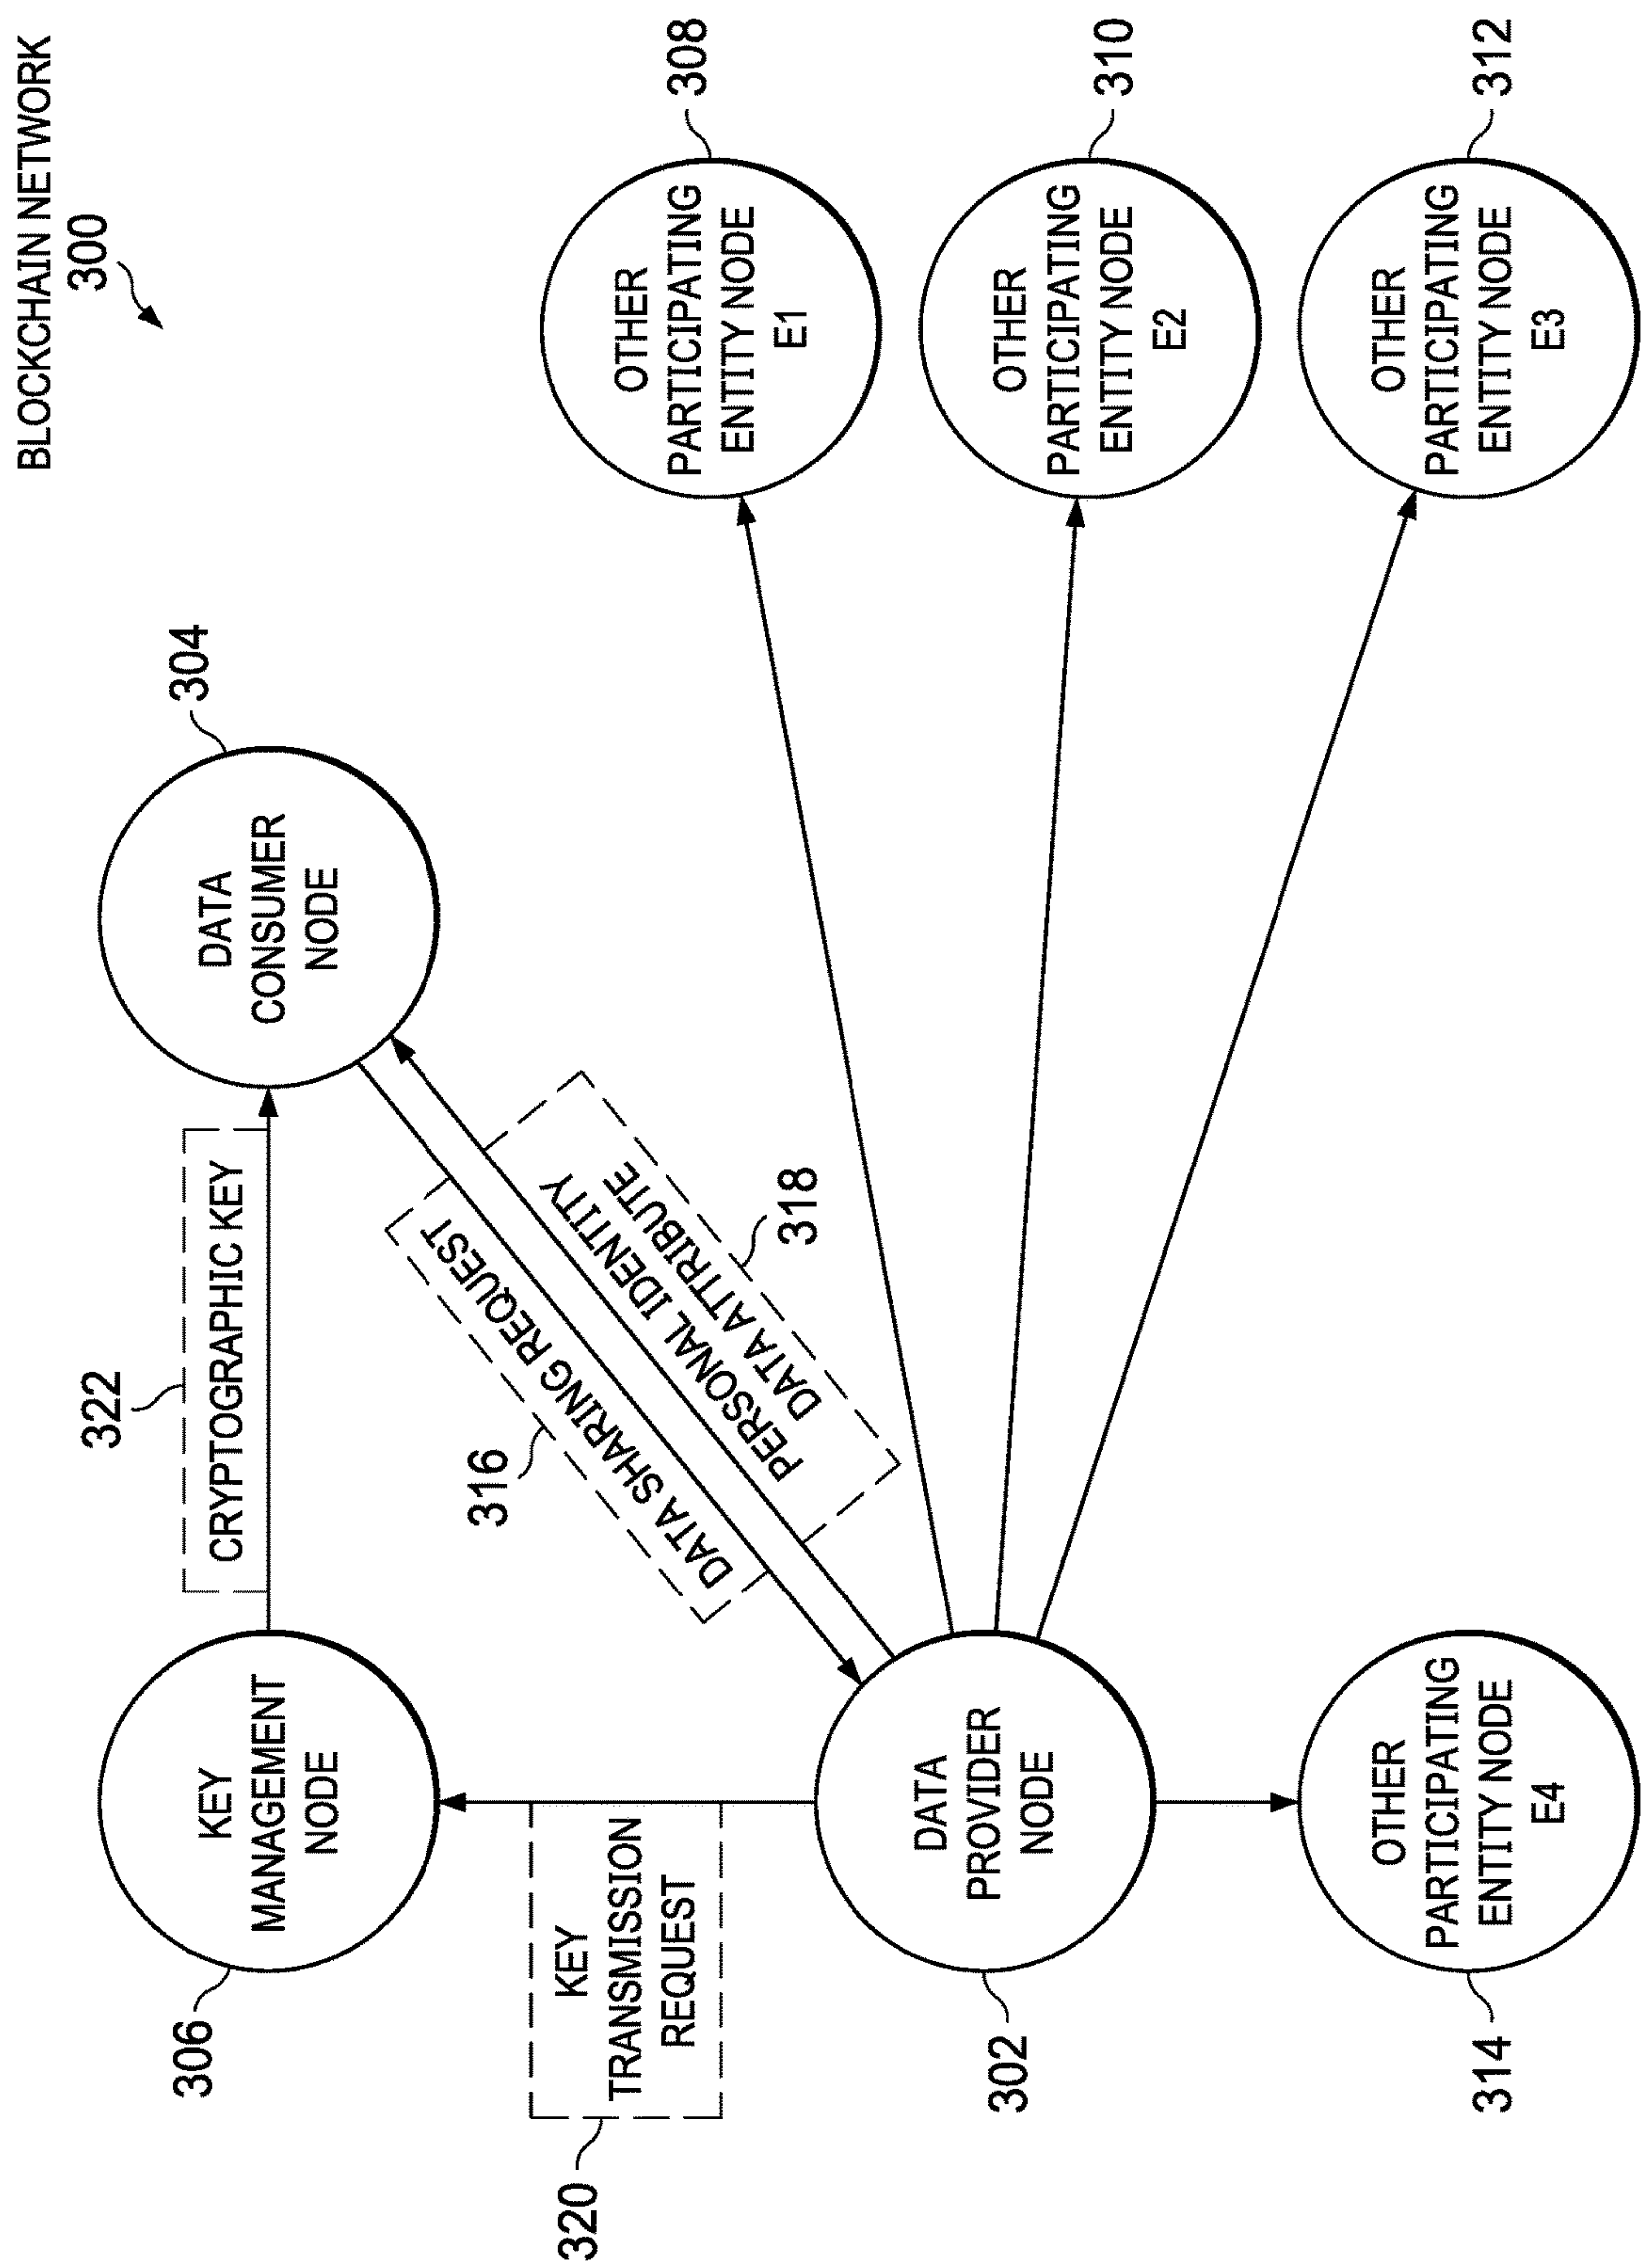 BLOCKCHAIN NETWORK
300
306
KEY
MANAGEMENT
NODE
322
CRYPTOGRAPHIC KEY
304
DATA
CONSUMER
NODE
320
KEY
TRANSMISSION
REQUEST
316
DATA SHARING REQUEST
PERSONAL IDENTITY
DATA ATTRIBUTE
318
302
DATA
PROVIDER
NODE
308
OTHER
PARTICIPATING
ENTITY NODE
E1
310
OTHER
PARTICIPATING
ENTITY NODE
E2
312
OTHER
PARTICIPATING
ENTITY NODE
E3
314
OTHER
PARTICIPATING
ENTITY NODE
E4